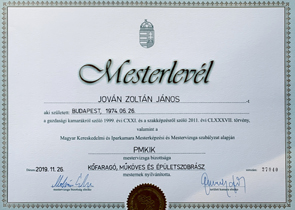 Mesterlevél
JOVÁN ZOLTÁN JÁNOS
aki született: BUDAPEST, 1974.06.26.
a gazdasági kamarákról szóló 1999. évi CXXI. és a szakképzésről szóló 2011. évi CLXXXVII. törvény,
valamint a
Magyar Kereskedelmi és Iparkamara Mesterképzési és Mestervizsga szabályzat alapján
PMKIK
mestervizsga bizottsága
2019.11.26.
KŐFARAGÓ, MŰKÖVES ÉS ÉPÜLETSZOBRÁSZ
mesternek nyilvánította.